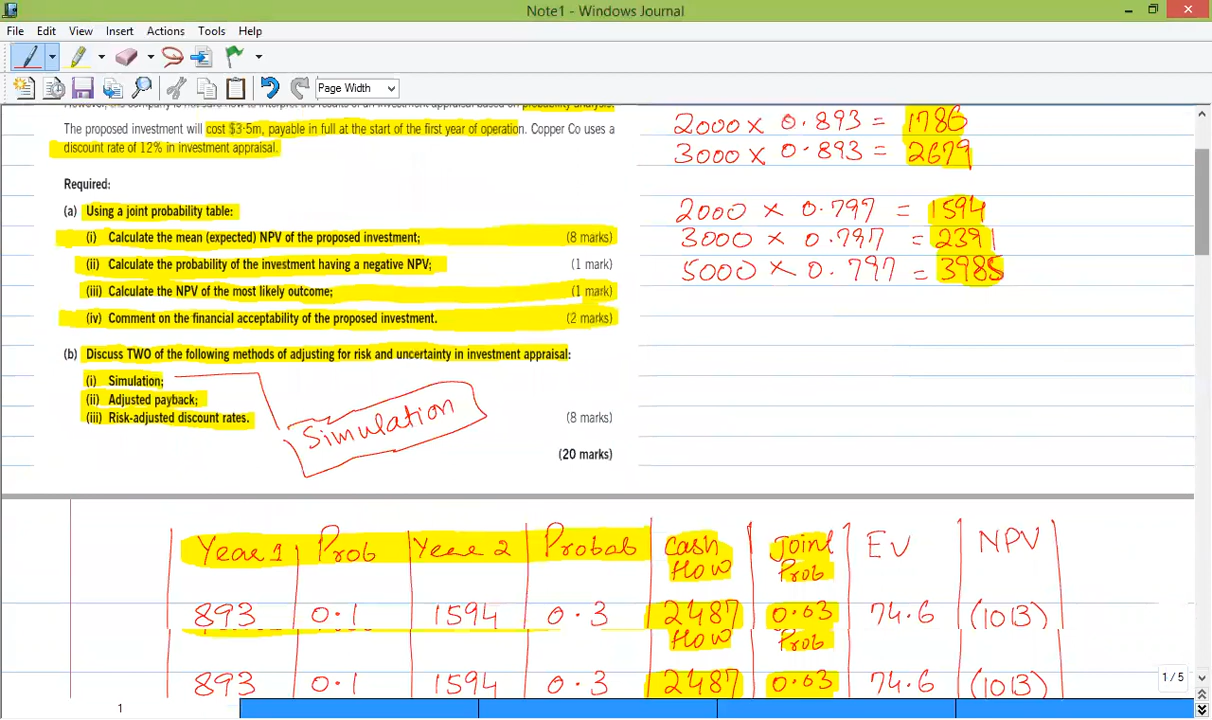 Note1 - Windows Journal
File Edit View Insert Actions Tools Help
Page Width
The proposed investment will cost $3·5m, payable in full at the start of the first year of operation. Copper Co uses a
discount rate of 12% in investment appraisal.
Required:
(a) Using a joint probability table:
(i) Calculate the mean (expected) NPV of the proposed investment; (8 marks)
(ii) Calculate the probability of the investment having a negative NPV; (1 mark)
(iii) Calculate the NPV of the most likely outcome; (1 mark)
(iv) Comment on the financial acceptability of the proposed investment. (2 marks)
(b) Discuss TWO of the following methods of adjusting for risk and uncertainty in investment appraisal:
(i) Simulation;
(ii) Adjusted payback;
(iii) Risk-adjusted discount rates. (8 marks)
Simulation
(20 marks)
2000 × 0.893 = 1786
3000 × 0.893 = 2679
2000 × 0.797 = 1594
3000 × 0.797 = 2391
5000 × 0.797 = 3985
Year 1 Prob Year 2 Probab Cash flow Joint Prob EV NPV
893 0.1 1594 0.3 2487 0.03 74.6 (1013)
flow Prob
893 0.1 1594 0.3 2487 0.03 74.6 (1013)
1 / 5
1